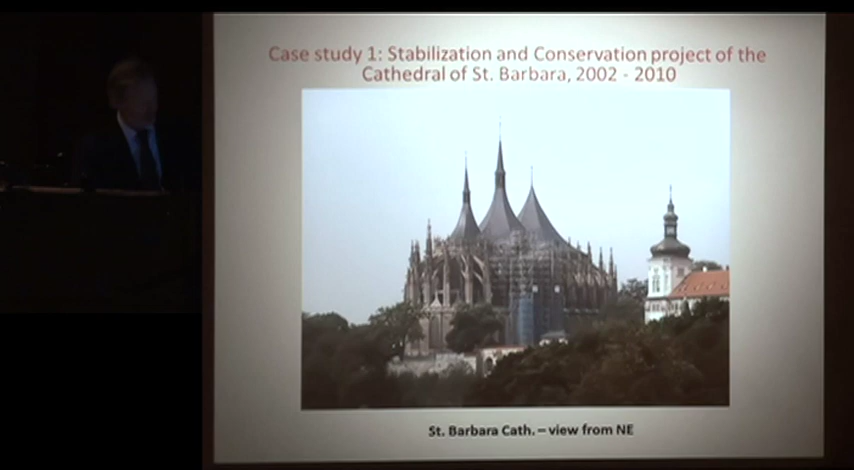 Case study 1: Stabilization and Conservation project of the
Cathedral of St. Barbara, 2002 - 2010
St. Barbara Cath. – view from NE